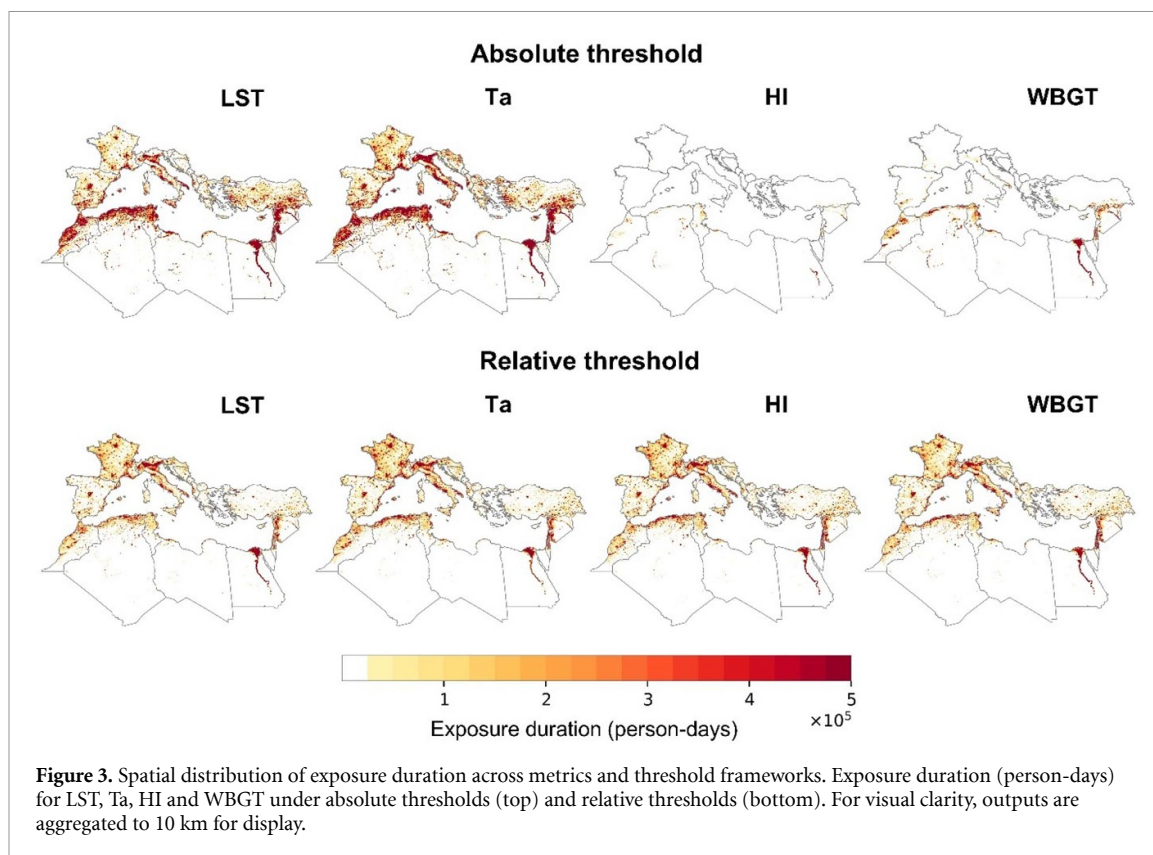 Absolute threshold
LST Ta HI WBGT
Relative threshold
LST Ta HI WBGT
1 2 3 4 5
×10⁵
Exposure duration (person-days)
Figure 3. Spatial distribution of exposure duration across metrics and threshold frameworks. Exposure duration (person-days)
for LST, Ta, HI and WBGT under absolute thresholds (top) and relative thresholds (bottom). For visual clarity, outputs are
aggregated to 10 km for display.